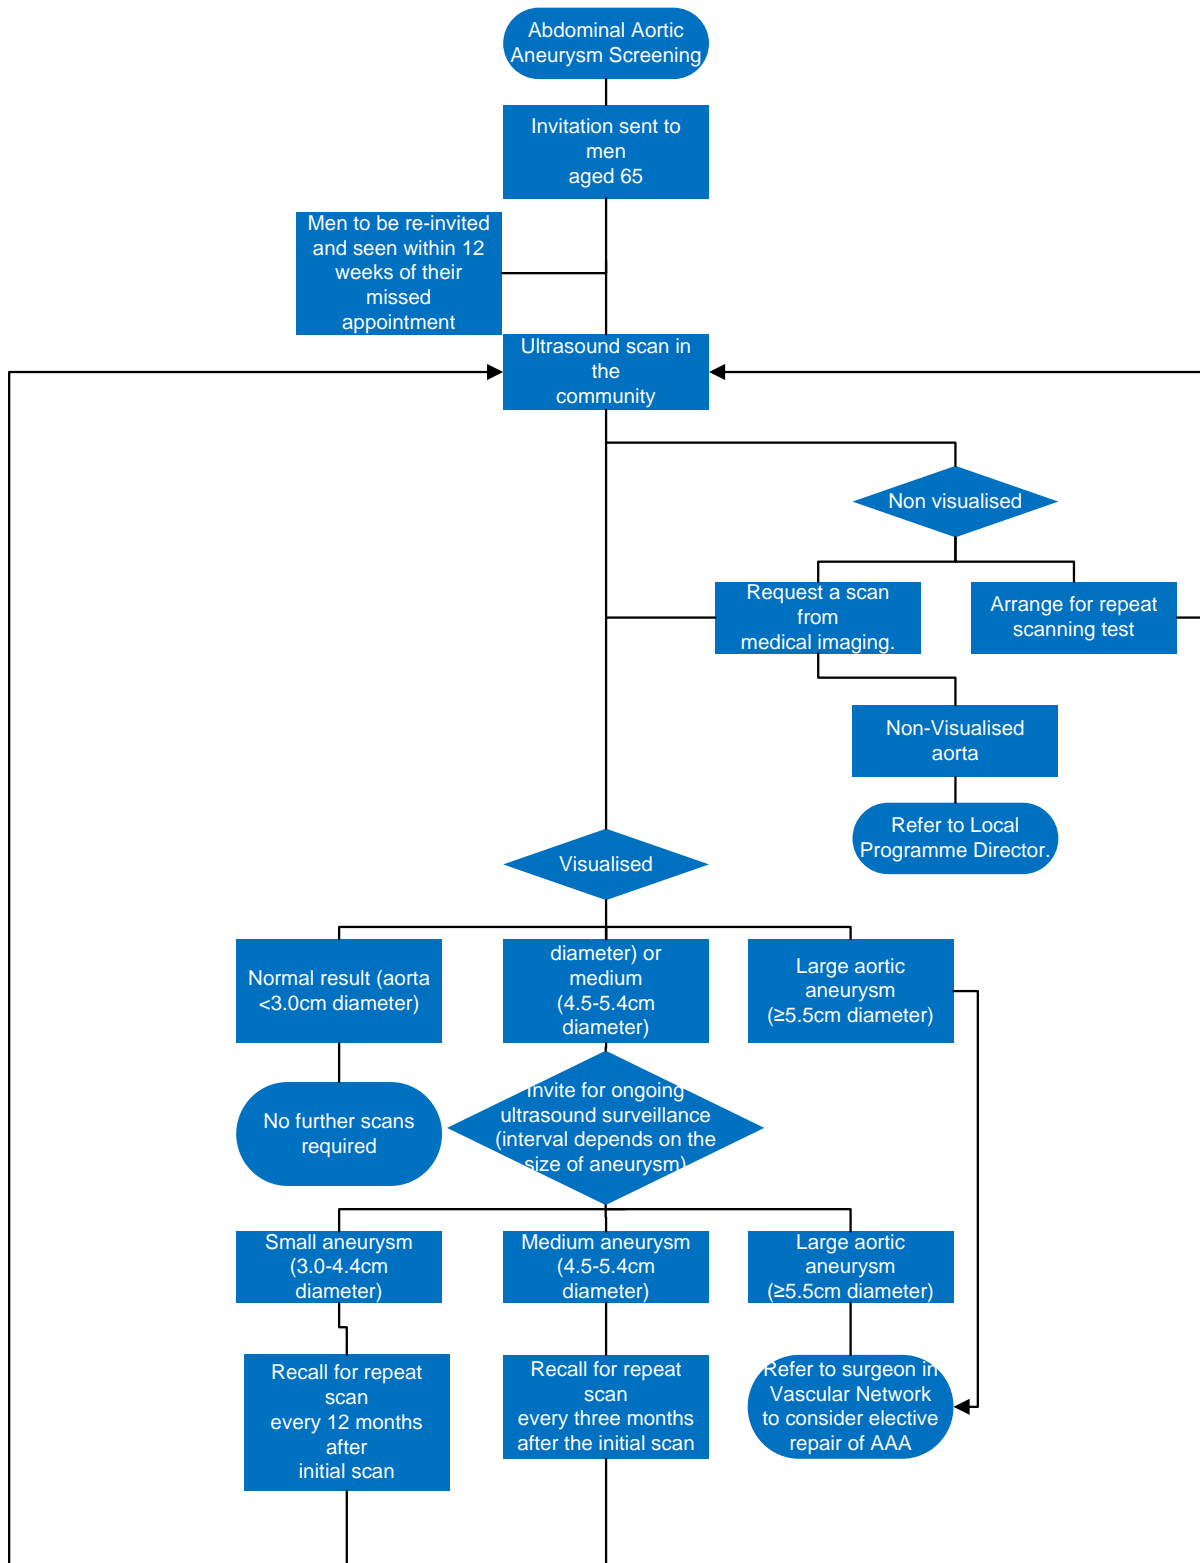 Abdominal Aortic
Aneurysm Screening
Invitation sent to
men
aged 65
Men to be re-invited
and seen within 12
weeks of their
missed
appointment
Ultrasound scan in
the
community
Non visualised
Request a scan
from
medical imaging.
Arrange for repeat
scanning test
Non-Visualised
aorta
Refer to Local
Programme Director.
Visualised
Normal result (aorta
<3.0cm diameter)
diameter) or
medium
(4.5-5.4cm
diameter)
Large aortic
aneurysm
(≥5.5cm diameter)
No further scans
required
Invite for ongoing
ultrasound surveillance
(interval depends on the
size of aneurysm)
Small aneurysm
(3.0-4.4cm
diameter)
Medium aneurysm
(4.5-5.4cm
diameter)
Large aortic
aneurysm
(≥5.5cm diameter)
Recall for repeat
scan
every 12 months
after
initial scan
Recall for repeat
scan
every three months
after the initial scan
Refer to surgeon in
Vascular Network
to consider elective
repair of AAA